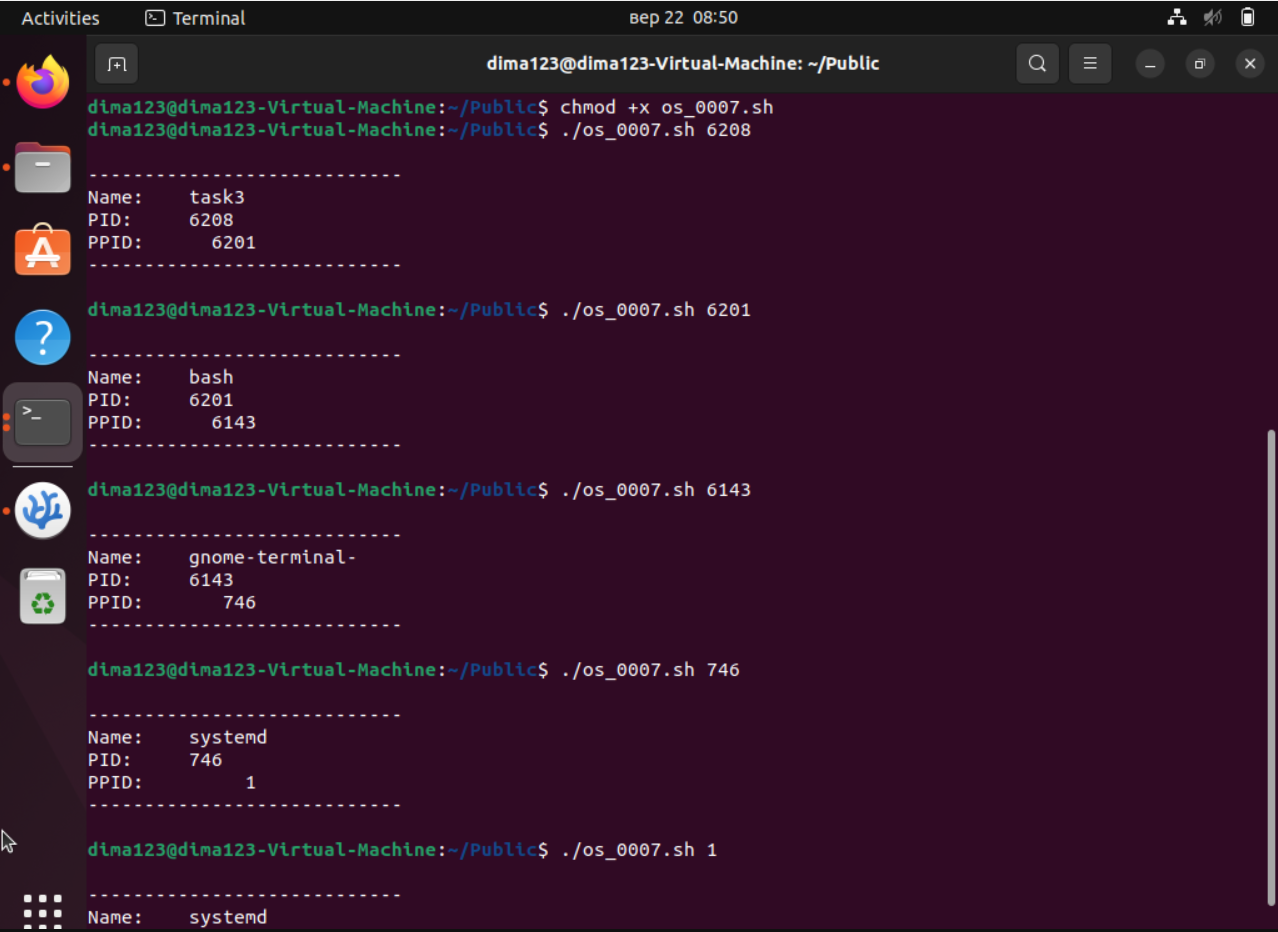 Activities Terminal вер 22 08:50
dima123@dima123-Virtual-Machine: ~/Public
dima123@dima123-Virtual-Machine:~/Public$ chmod +x os_0007.sh
dima123@dima123-Virtual-Machine:~/Public$ ./os_0007.sh 6208
----------------------------
Name:    task3
PID:     6208
PPID:      6201
----------------------------
dima123@dima123-Virtual-Machine:~/Public$ ./os_0007.sh 6201
----------------------------
Name:    bash
PID:     6201
PPID:      6143
----------------------------
dima123@dima123-Virtual-Machine:~/Public$ ./os_0007.sh 6143
----------------------------
Name:    gnome-terminal-
PID:     6143
PPID:       746
----------------------------
dima123@dima123-Virtual-Machine:~/Public$ ./os_0007.sh 746
----------------------------
Name:    systemd
PID:     746
PPID:         1
----------------------------
dima123@dima123-Virtual-Machine:~/Public$ ./os_0007.sh 1
----------------------------
Name:    systemd